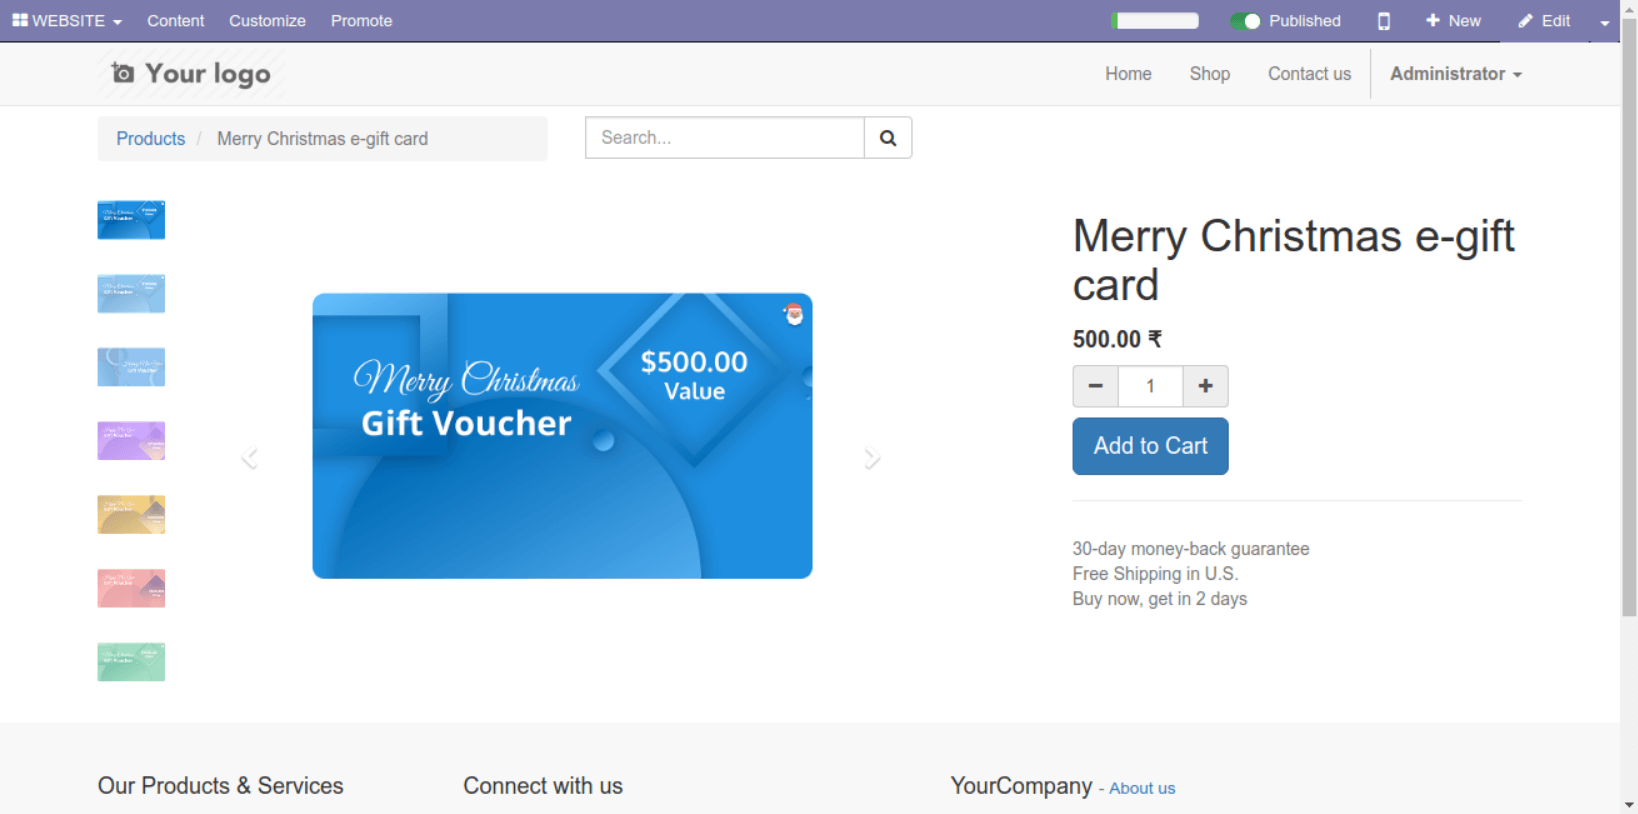 WEBSITE Content Customize Promote Published New Edit
Your logo Home Shop Contact us Administrator
Products / Merry Christmas e-gift card Search...
Merry Christmas e-gift
card
500.00 ₹
1
Add to Cart
30-day money-back guarantee
Free Shipping in U.S.
Buy now, get in 2 days
Merry Christmas
Gift Voucher
$500.00
Value
Our Products & Services Connect with us YourCompany - About us